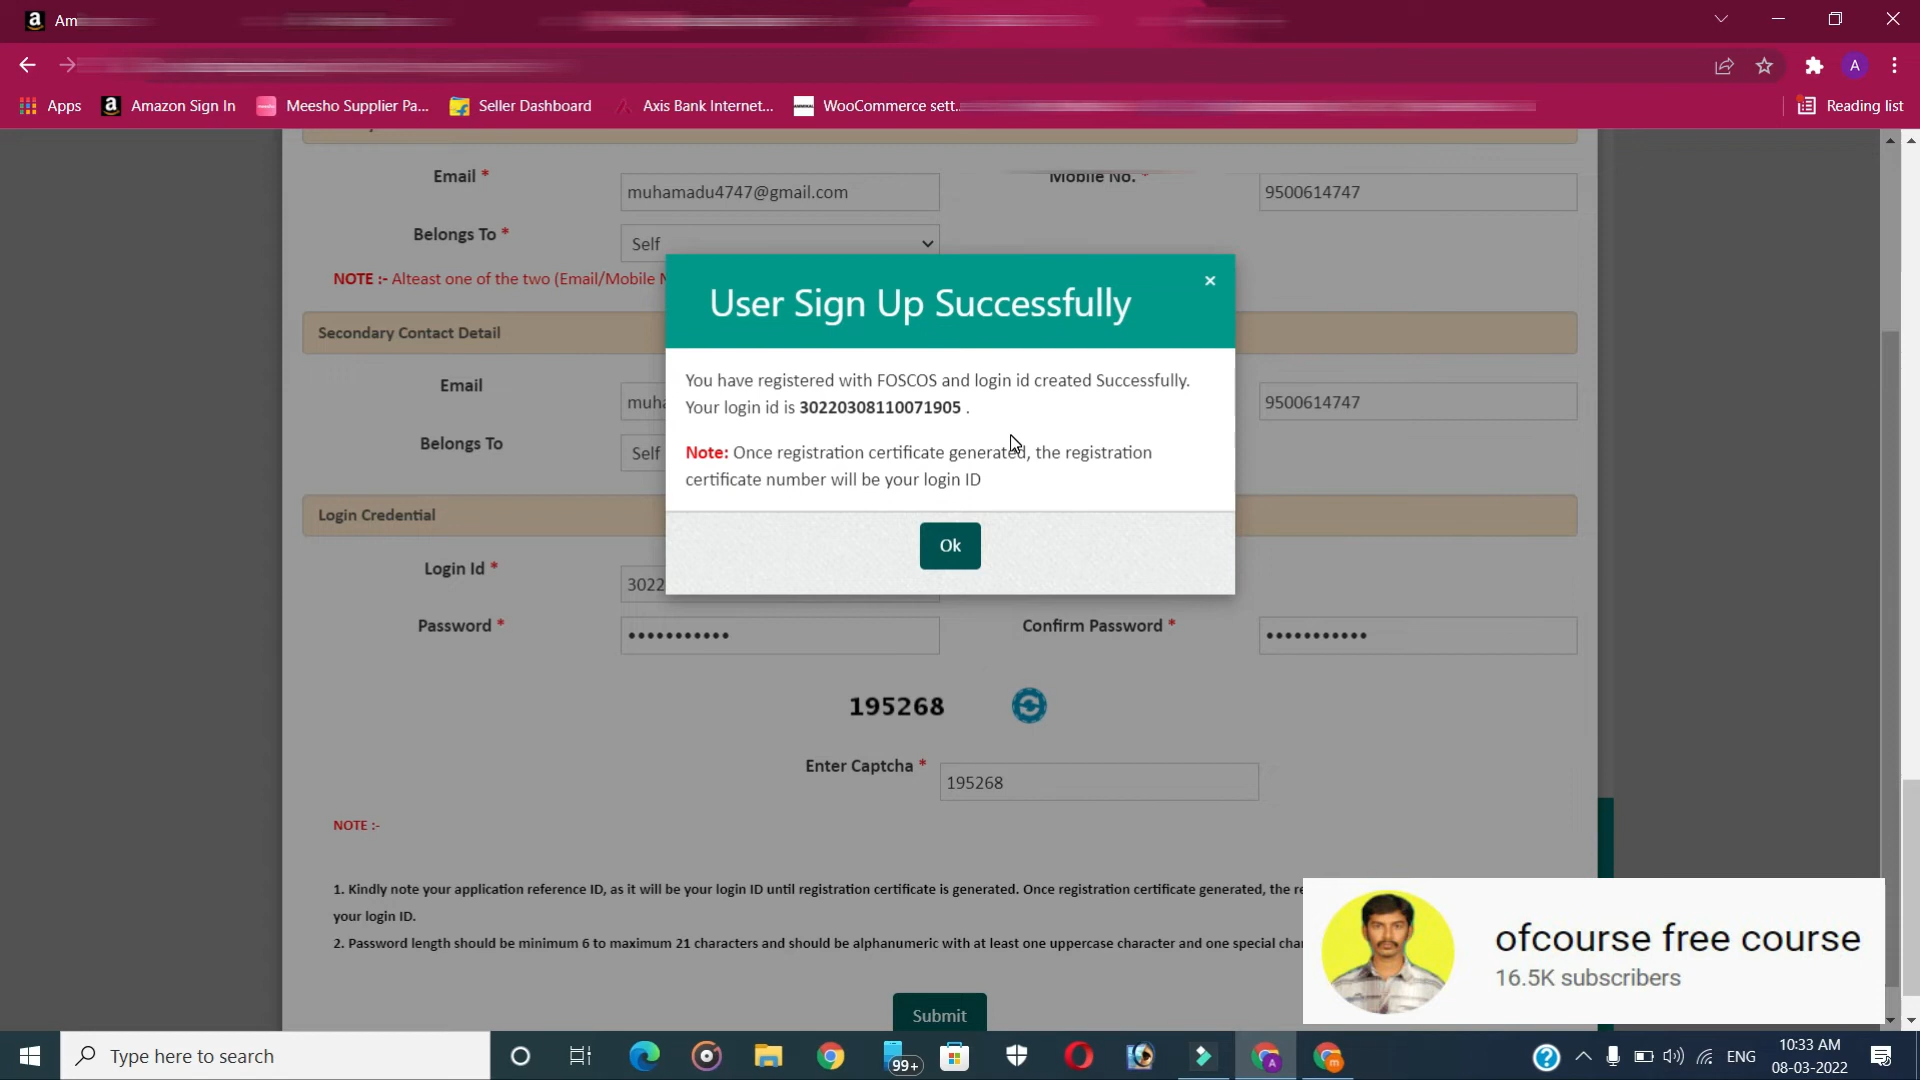 Am
Apps
Amazon Sign In
Meesho Supplier Pa...
Seller Dashboard
Axis Bank Internet...
WooCommerce sett...
Reading list
A
Email *
muhamadu4747@gmail.com
Mobile No. *
9500614747
Belongs To *
Self
NOTE :- Alteast one of the two (Email/Mobile
User Sign Up Successfully
×
Secondary Contact Detail
You have registered with FOSCOS and login id created Successfully.
Your login id is 30220308110071905 .
Email
muha
9500614747
Belongs To
Self
Note: Once registration certificate generated, the registration
certificate number will be your login ID
Login Credential
Ok
Login Id *
3022
Password *
Confirm Password *
195268
Enter Captcha *
195268
NOTE :-
1. Kindly note your application reference ID, as it will be your login ID until registration certificate is generated. Once registration certificate generated, the re
your login ID.
2. Password length should be minimum 6 to maximum 21 characters and should be alphanumeric with at least one uppercase character and one special char
ofcourse free course
16.5K subscribers
Submit
Type here to search
99+
ENG
10:33 AM
08-03-2022